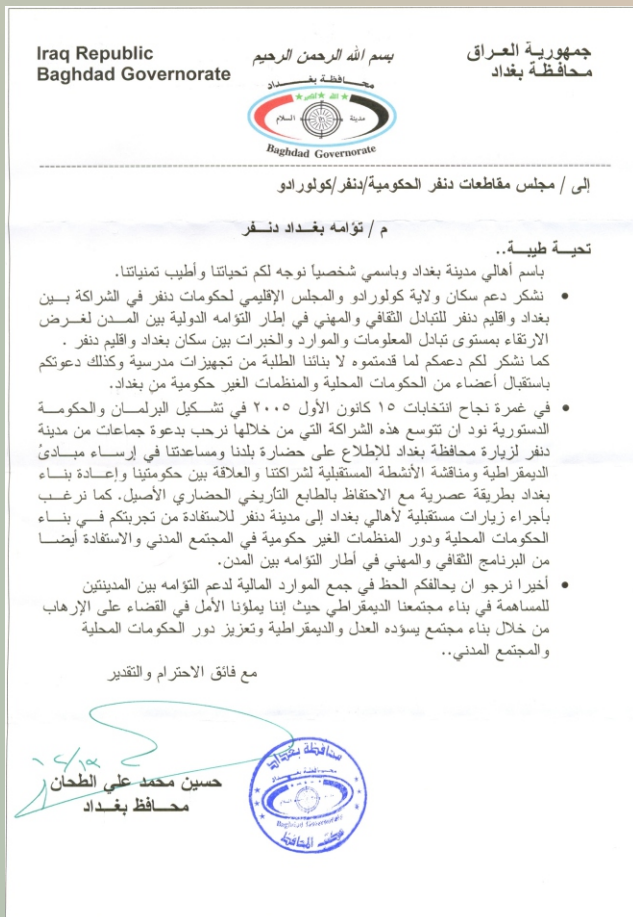 Iraq Republic
Baghdad Governorate
بسم الله الرحمن الرحيم
جمهورية العراق
محافظة بغداد
محافظة بغداد
الله اكبر
مدينة السلام
Baghdad Governorate
إلى / مجلس مقاطعات دنفر الحكومية/دنفر/كولورادو
م / تؤامه بغداد دنفر
تحية طيبة..
باسم أهالي مدينة بغداد وباسمي شخصياً نوجه لكم تحياتنا وأطيب تمنياتنا.
• نشكر دعم سكان ولاية كولورادو والمجلس الإقليمي لحكومات دنفر في الشراكة بين
بغداد واقليم دنفر للتبادل الثقافي والمهني في إطار التؤامه الدولية بين المدن لغرض
الارتقاء بمستوى تبادل المعلومات والموارد والخبرات بين سكان بغداد واقليم دنفر .
كما نشكر لكم دعمكم لما قدمتموه لا بنائنا الطلبة من تجهيزات مدرسية وكذلك دعوتكم
باستقبال أعضاء من الحكومات المحلية والمنظمات الغير حكومية من بغداد.
• في غمرة نجاح انتخابات ١٥ كانون الأول ٢٠٠٥ في تشكيل البرلمان والحكومة
الدستورية نود ان تتوسع هذه الشراكة التي من خلالها نرحب بدعوة جماعات من مدينة
دنفر لزيارة محافظة بغداد للإطلاع على حضارة بلدنا ومساعدتنا في إرساء مبادئ
الديمقراطية ومناقشة الأنشطة المستقبلية لشراكتنا والعلاقة بين حكومتينا وإعادة بناء
بغداد بطريقة عصرية مع الاحتفاظ بالطابع التأريخي الحضاري الأصيل. كما نرغب
بأجراء زيارات مستقبلية لأهالي بغداد إلى مدينة دنفر للاستفادة من تجربتكم في بناء
الحكومات المحلية ودور المنظمات الغير حكومية في المجتمع المدني والاستفادة أيضا
من البرنامج الثقافي والمهني في أطار التؤامه بين المدن.
• أخيرا نرجو ان يحالفكم الحظ في جمع الموارد المالية لدعم التؤامه بين المدينتين
للمساهمة في بناء مجتمعنا الديمقراطي حيث إننا يملؤنا الأمل في القضاء على الإرهاب
من خلال بناء مجتمع يسؤده العدل والديمقراطية وتعزيز دور الحكومات المحلية
والمجتمع المدني..
مع فائق الاحترام والتقدير
حسين محمد علي الطحان
محافظ بغداد
محافظة بغداد
Baghdad Governorate
مكتب المحافظ